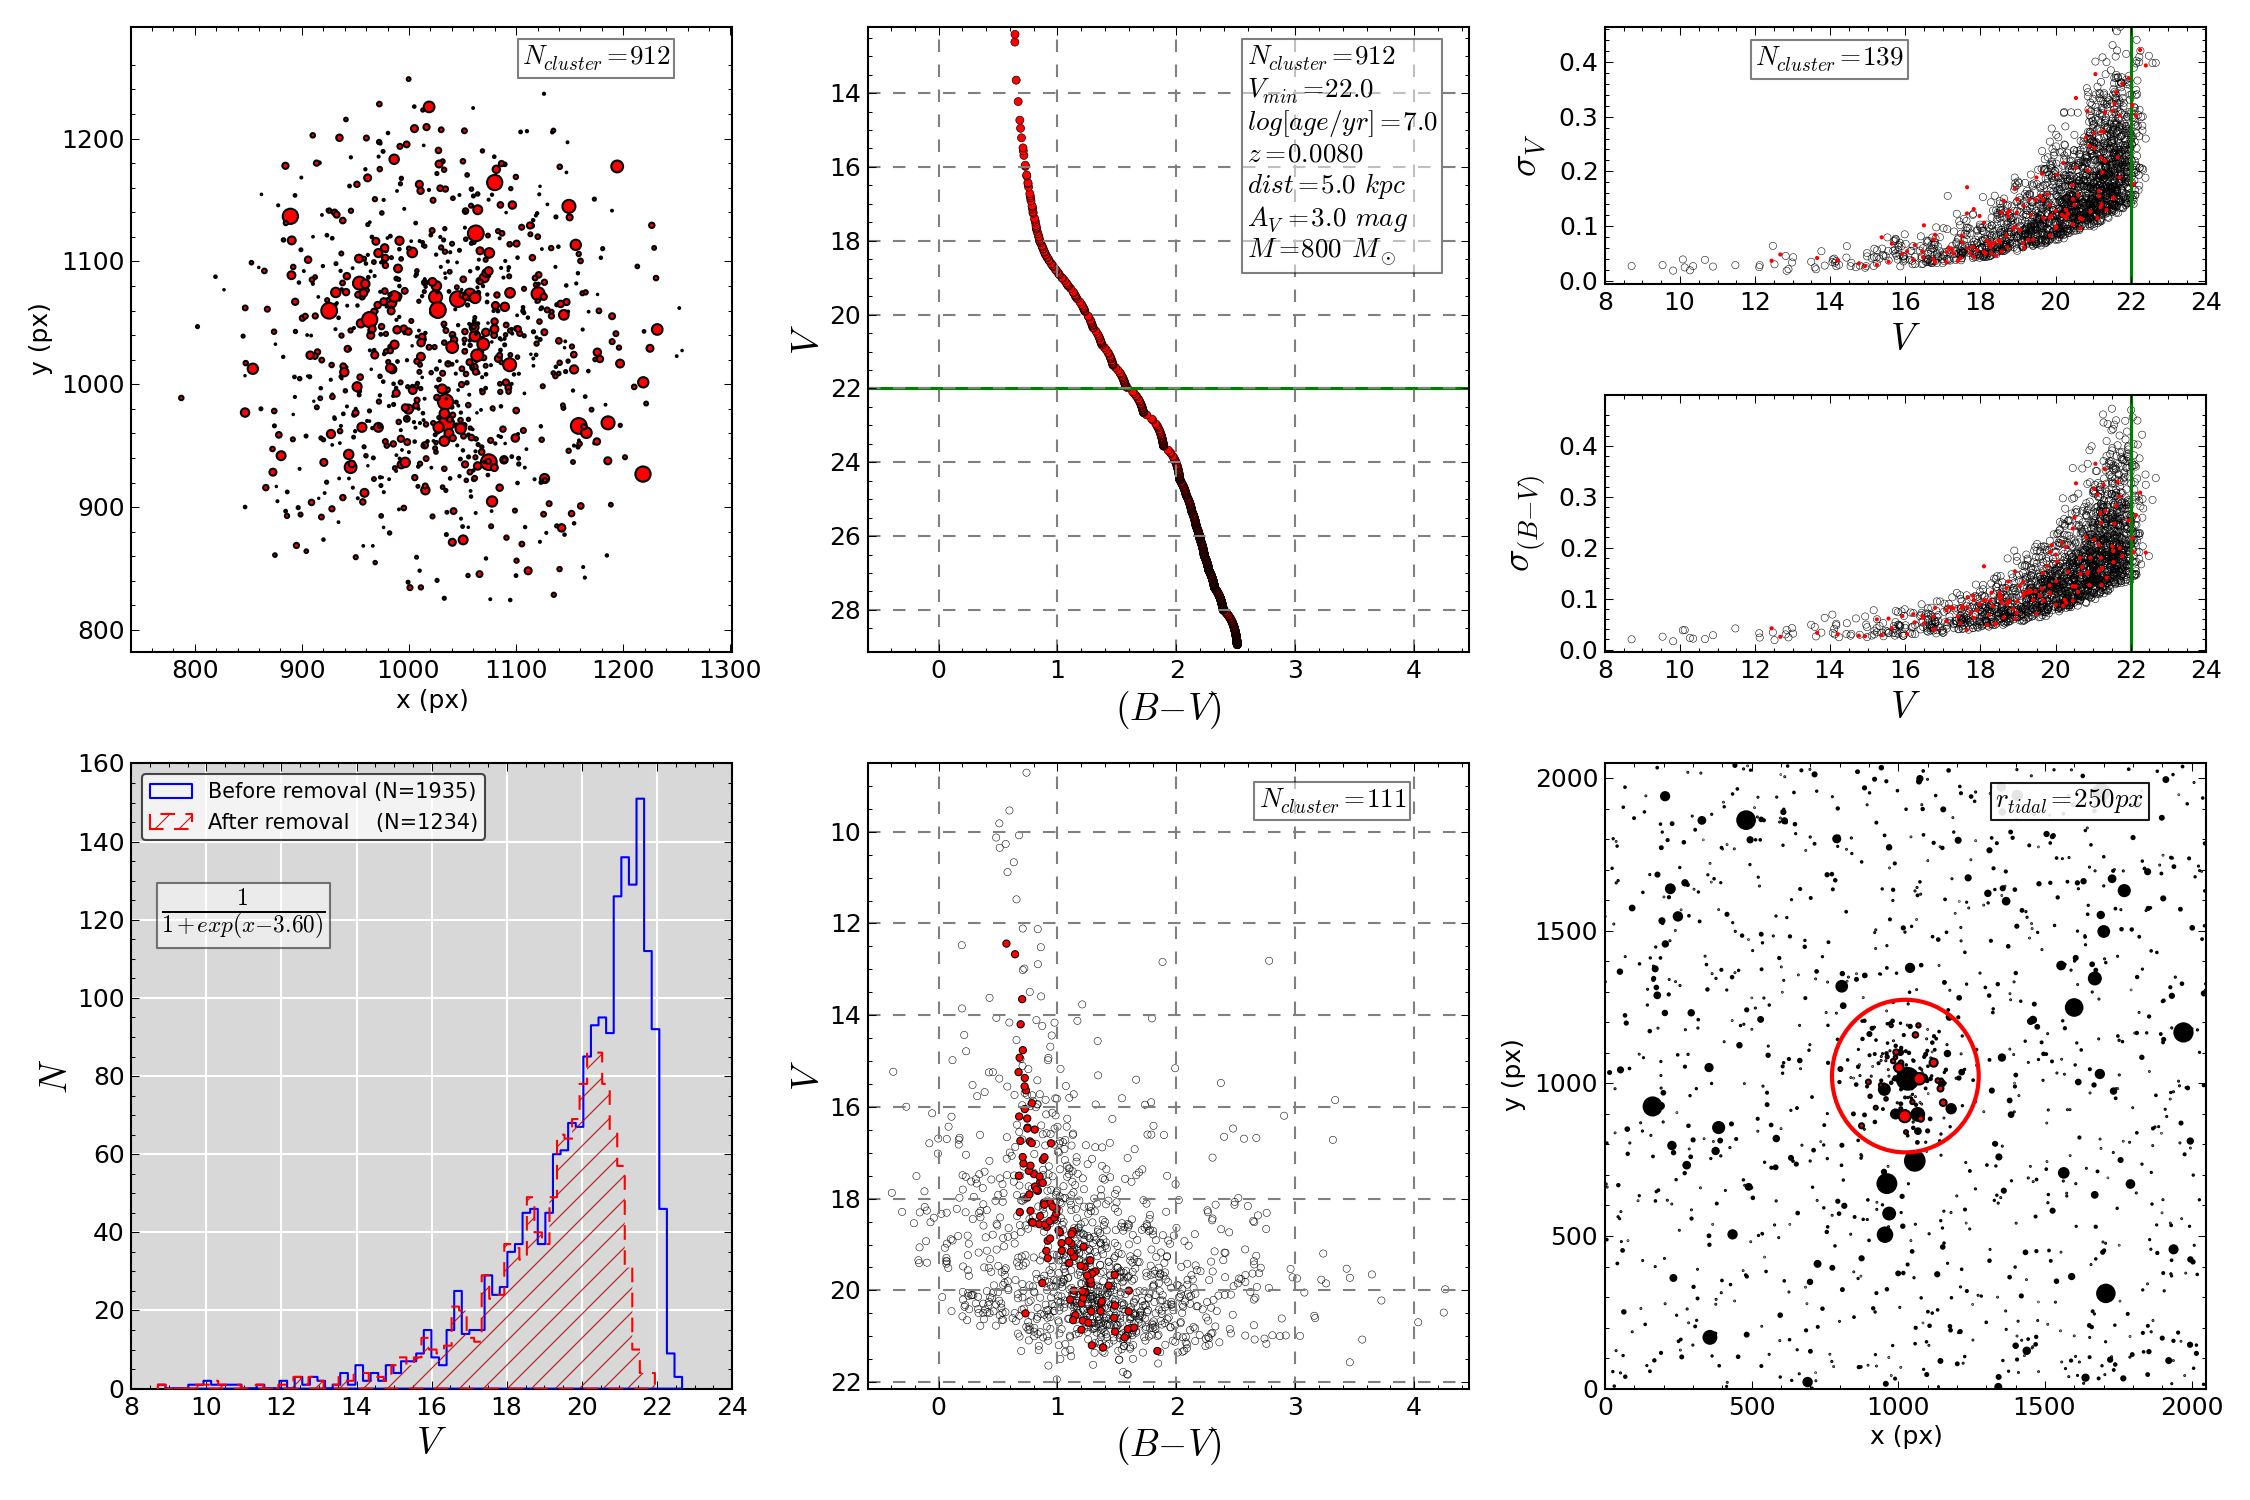 N_cluster=912
1200
1100
1000
900
800
y (px)
800 900 1000 1100 1200 1300
x (px)
N_cluster=912
V_min=22.0
log[age/yr]=7.0
z=0.0080
dist=5.0 kpc
A_V=3.0 mag
M=800 M_⊙
14
16
18
20
22
24
26
28
V
0 1 2 3 4
(B−V)
N_cluster=139
0.4
0.3
0.2
0.1
0.0
σ_V
8 10 12 14 16 18 20 22 24
V
0.4
0.3
0.2
0.1
0.0
σ_(B−V)
8 10 12 14 16 18 20 22 24
V
160
140
120
100
80
60
40
20
0
N
Before removal (N=1935)
After removal (N=1234)
1
1+exp(x−3.60)
8 10 12 14 16 18 20 22 24
V
N_cluster=111
10
12
14
16
18
20
22
V
0 1 2 3 4
(B−V)
r_tidal=250px
2000
1500
1000
500
0
y (px)
0 500 1000 1500 2000
x (px)